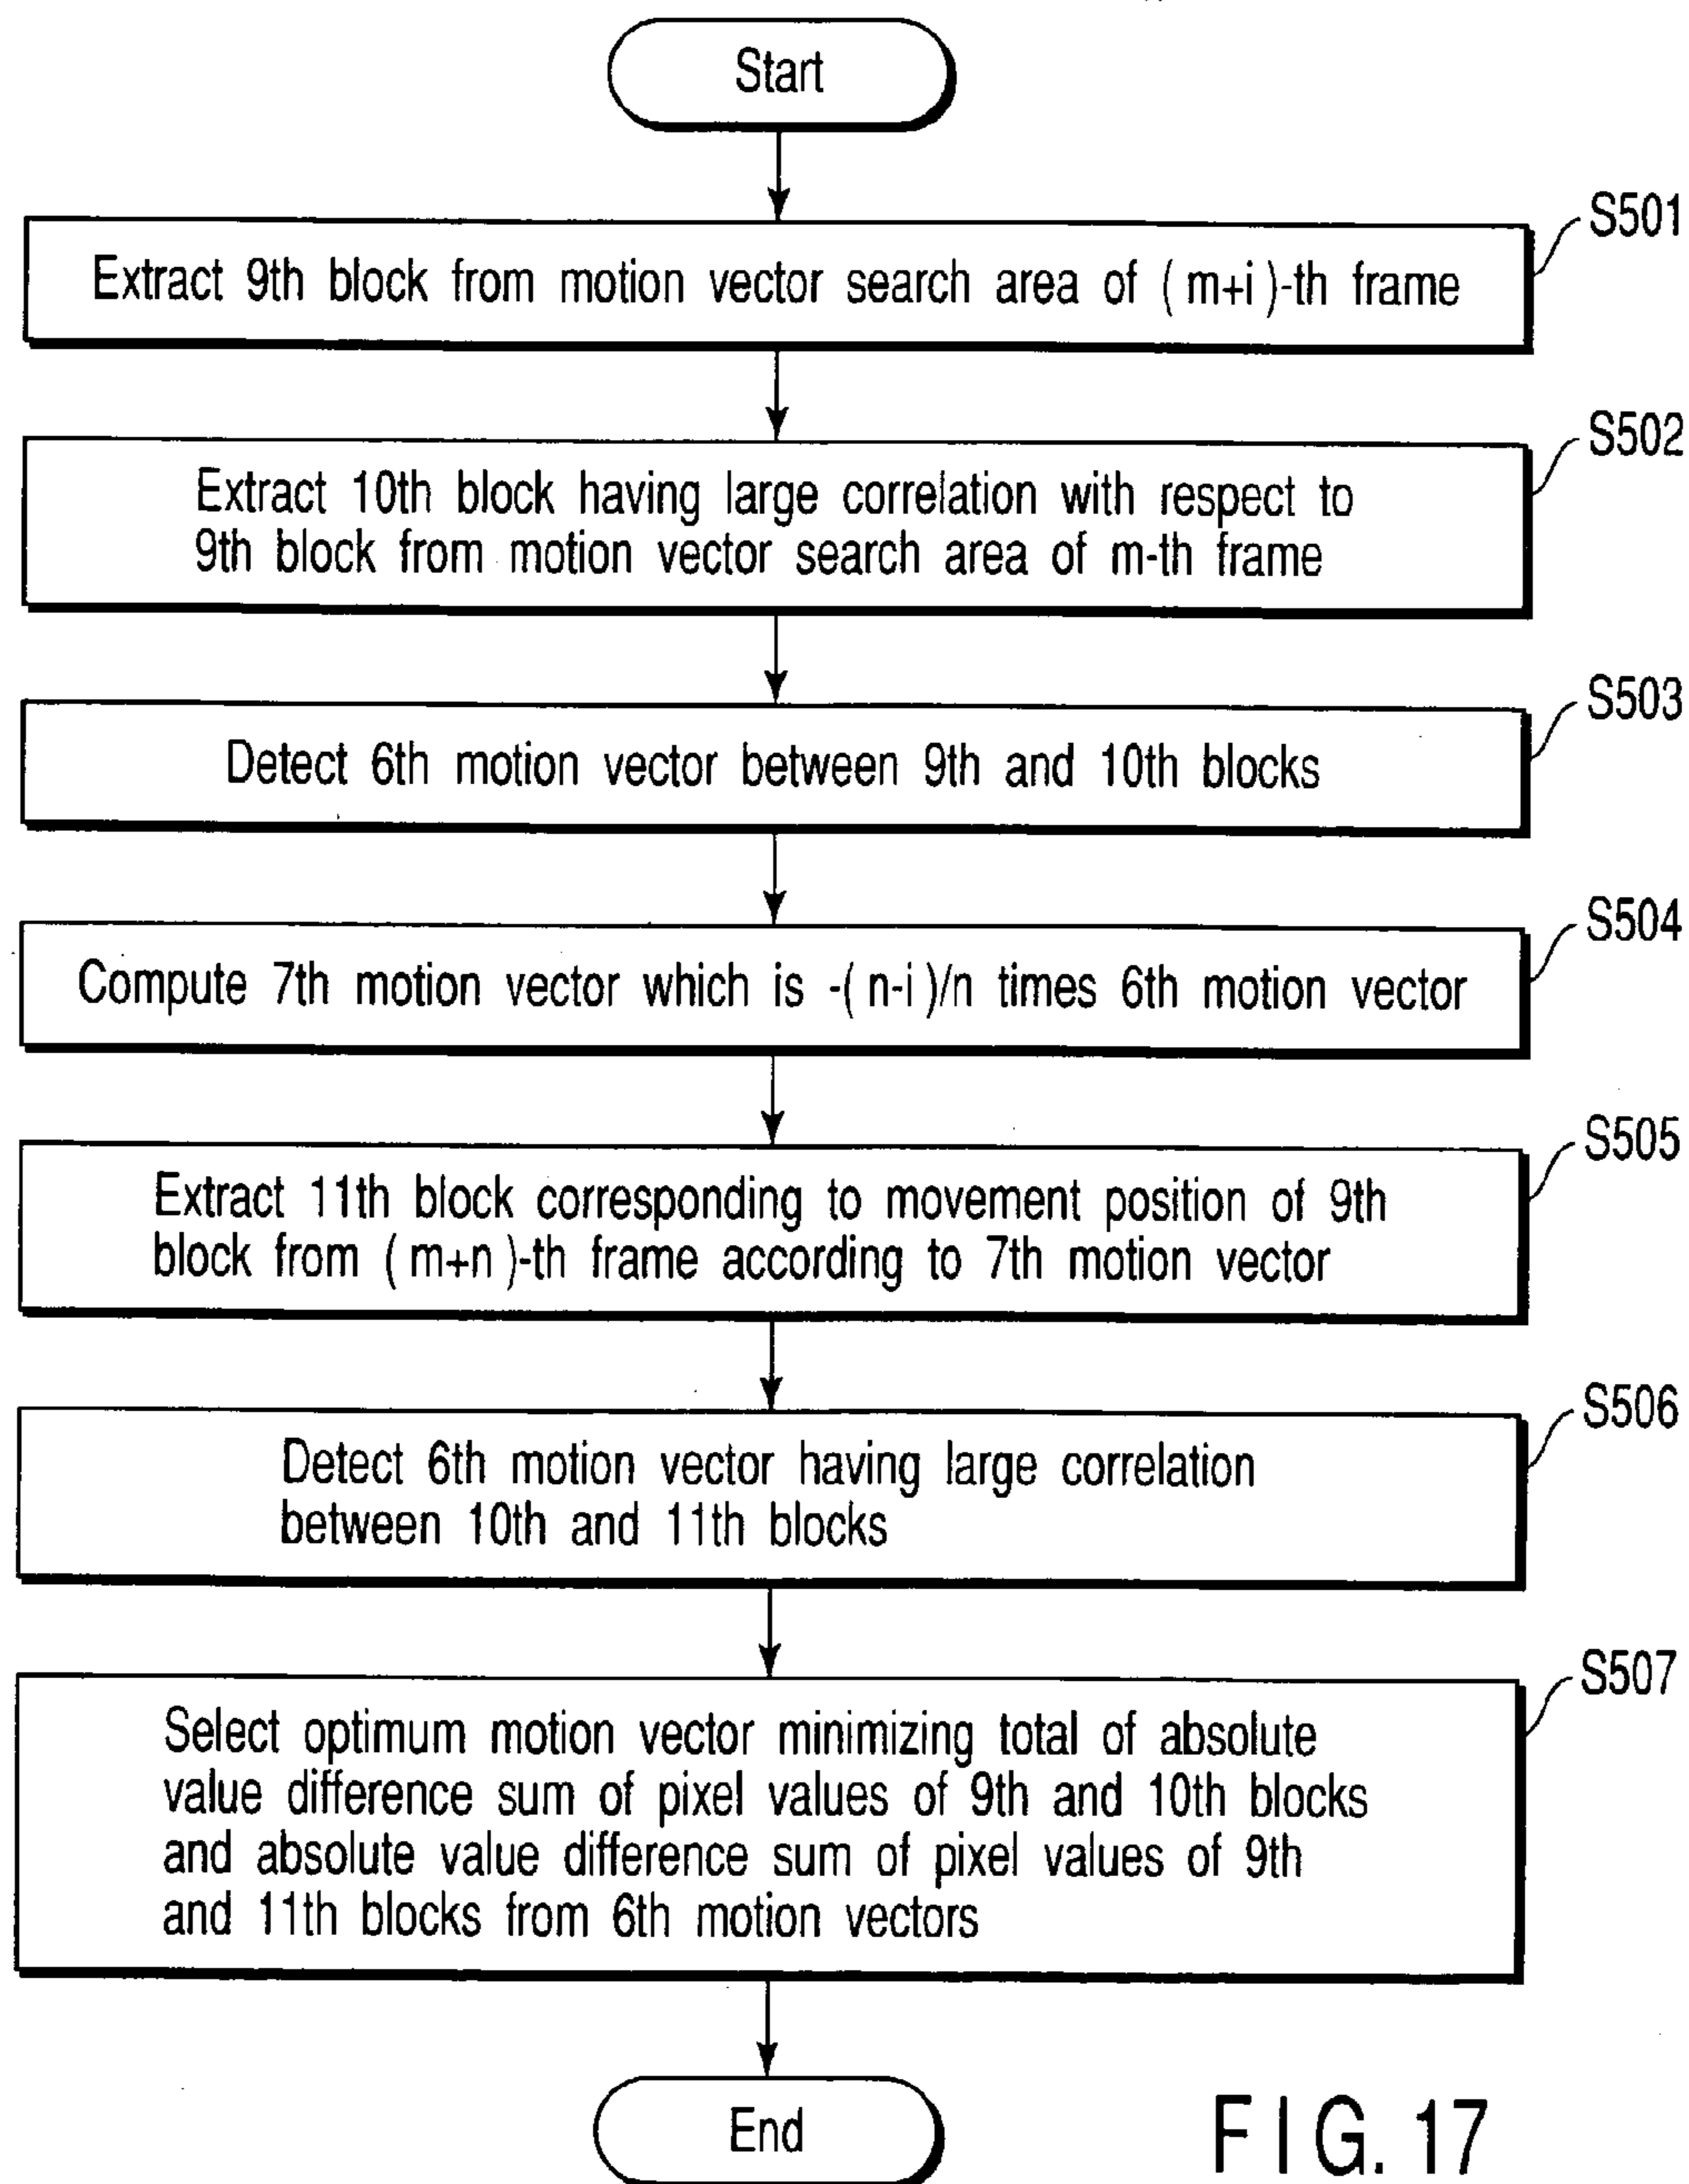 Start
S501
Extract 9th block from motion vector search area of (m+i)-th frame
S502
Extract 10th block having large correlation with respect to
9th block from motion vector search area of m-th frame
S503
Detect 6th motion vector between 9th and 10th blocks
S504
Compute 7th motion vector which is -(n-i)/n times 6th motion vector
S505
Extract 11th block corresponding to movement position of 9th
block from (m+n)-th frame according to 7th motion vector
S506
Detect 6th motion vector having large correlation
between 10th and 11th blocks
S507
Select optimum motion vector minimizing total of absolute
value difference sum of pixel values of 9th and 10th blocks
and absolute value difference sum of pixel values of 9th
and 11th blocks from 6th motion vectors
End
FIG. 17